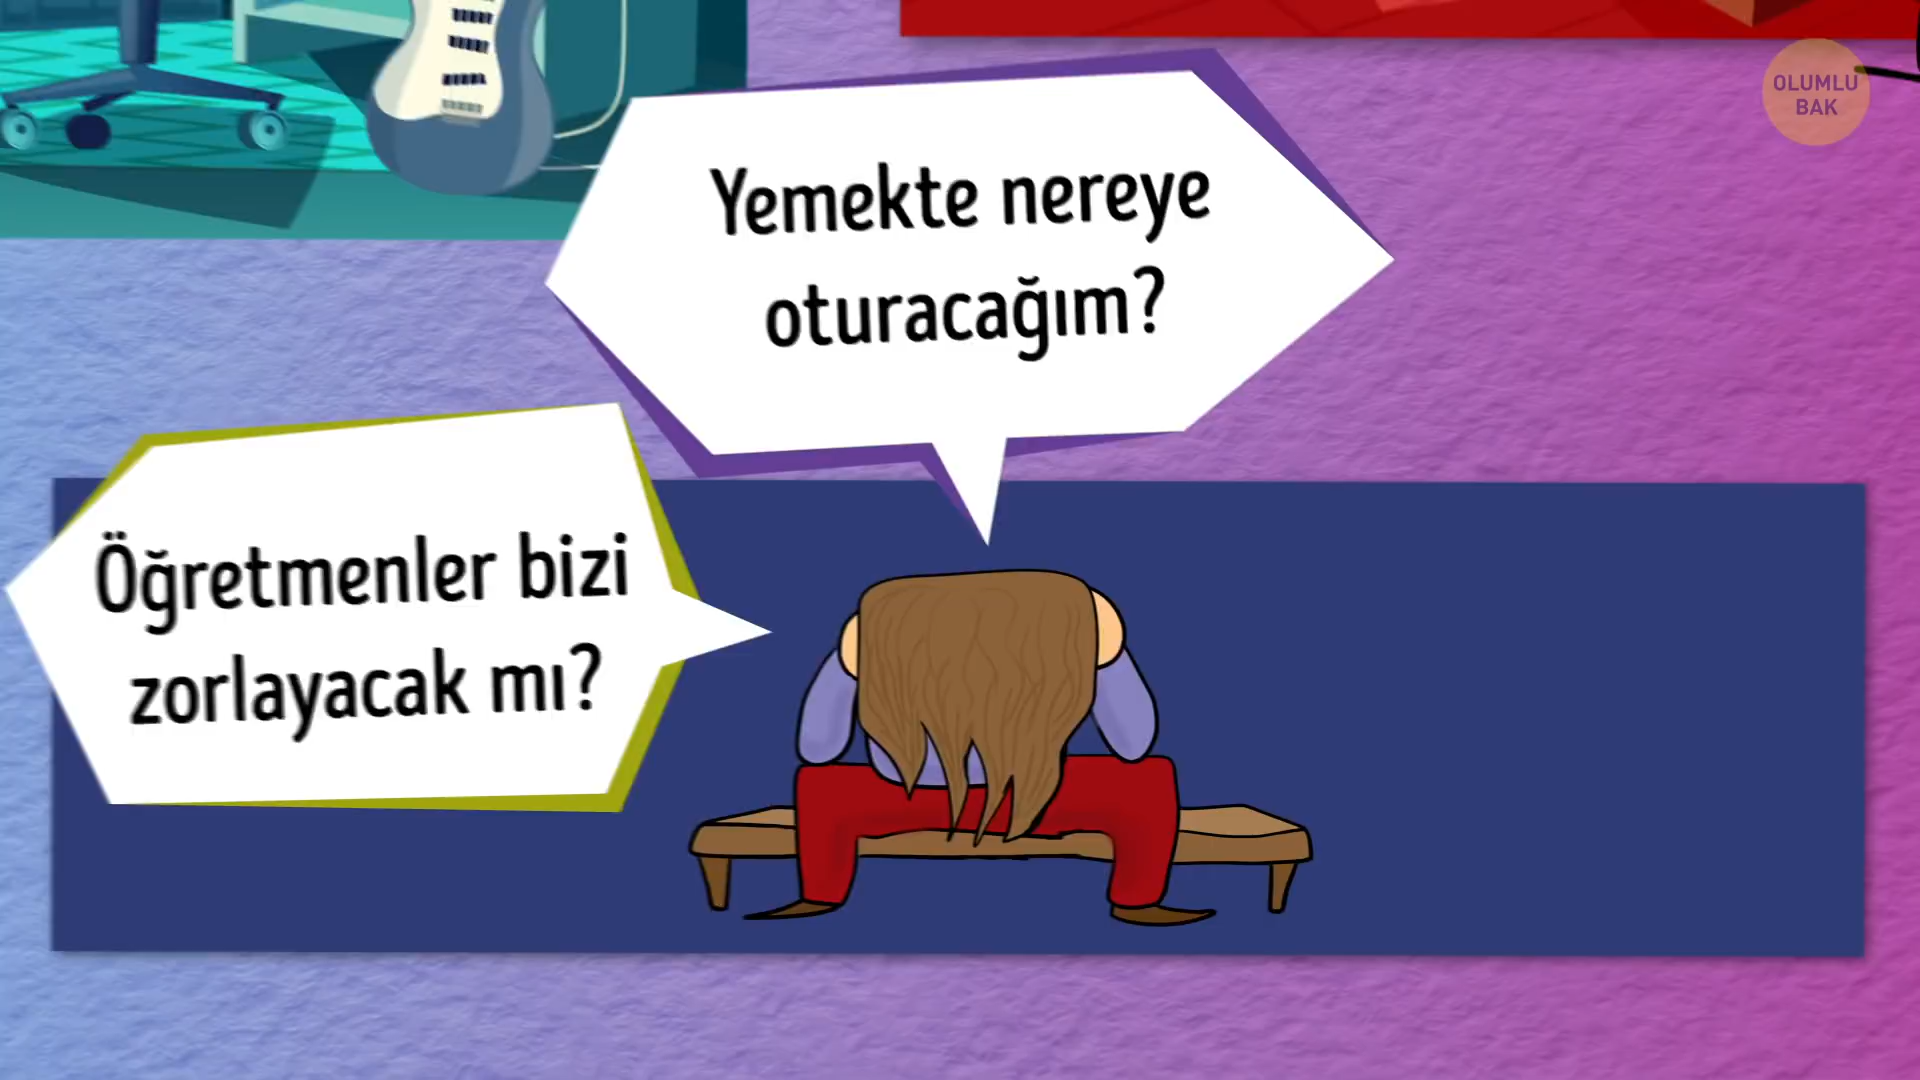 OLUMLU
BAK
Yemekte nereye
oturacağım?
Öğretmenler bizi
zorlayacak mı?